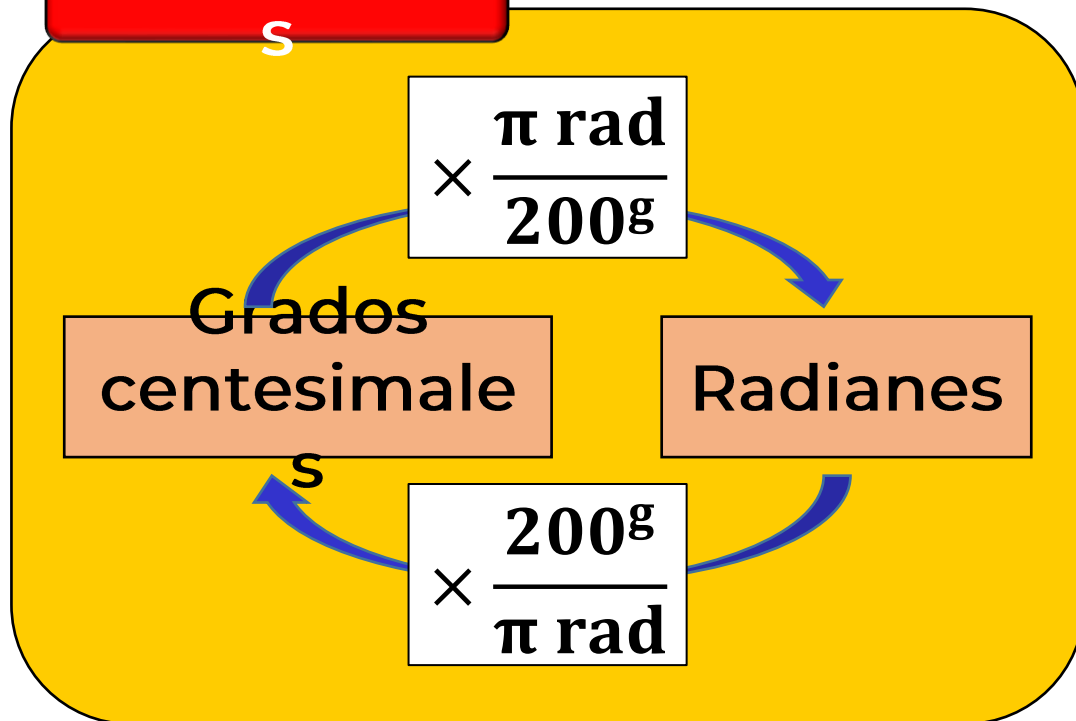 s
× π rad / 200ᵍ
Grados
centesimale
s
Radianes
× 200ᵍ / π rad